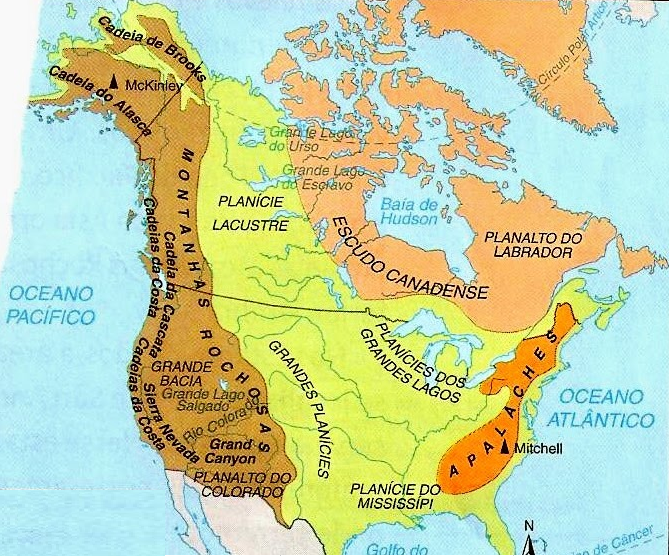 Cadeia de Brooks
Cadeia do Alasca
McKinley
Círculo Polar Ártico
Grande Lago
do Urso
Grande Lago
do Escravo
MONTANHAS ROCHOSAS
PLANÍCIE
LACUSTRE
Baía de
Hudson
ESCUDO CANADENSE
PLANALTO DO
LABRADOR
Cadeias da Costa
Cadeia da Cascata
OCEANO
PACÍFICO
PLANÍCIES DOS
GRANDES LAGOS
GRANDES PLANÍCIES
GRANDE
BACIA
Grande Lago
Salgado
Rio Colorado
Cadeias da Costa
Sierra Nevada
Grand
Canyon
PLANALTO DO
COLORADO
APALACHES
OCEANO
ATLÂNTICO
Mitchell
PLANÍCIE DO
MISSISSÍPI
N
Golfo do
de Câncer